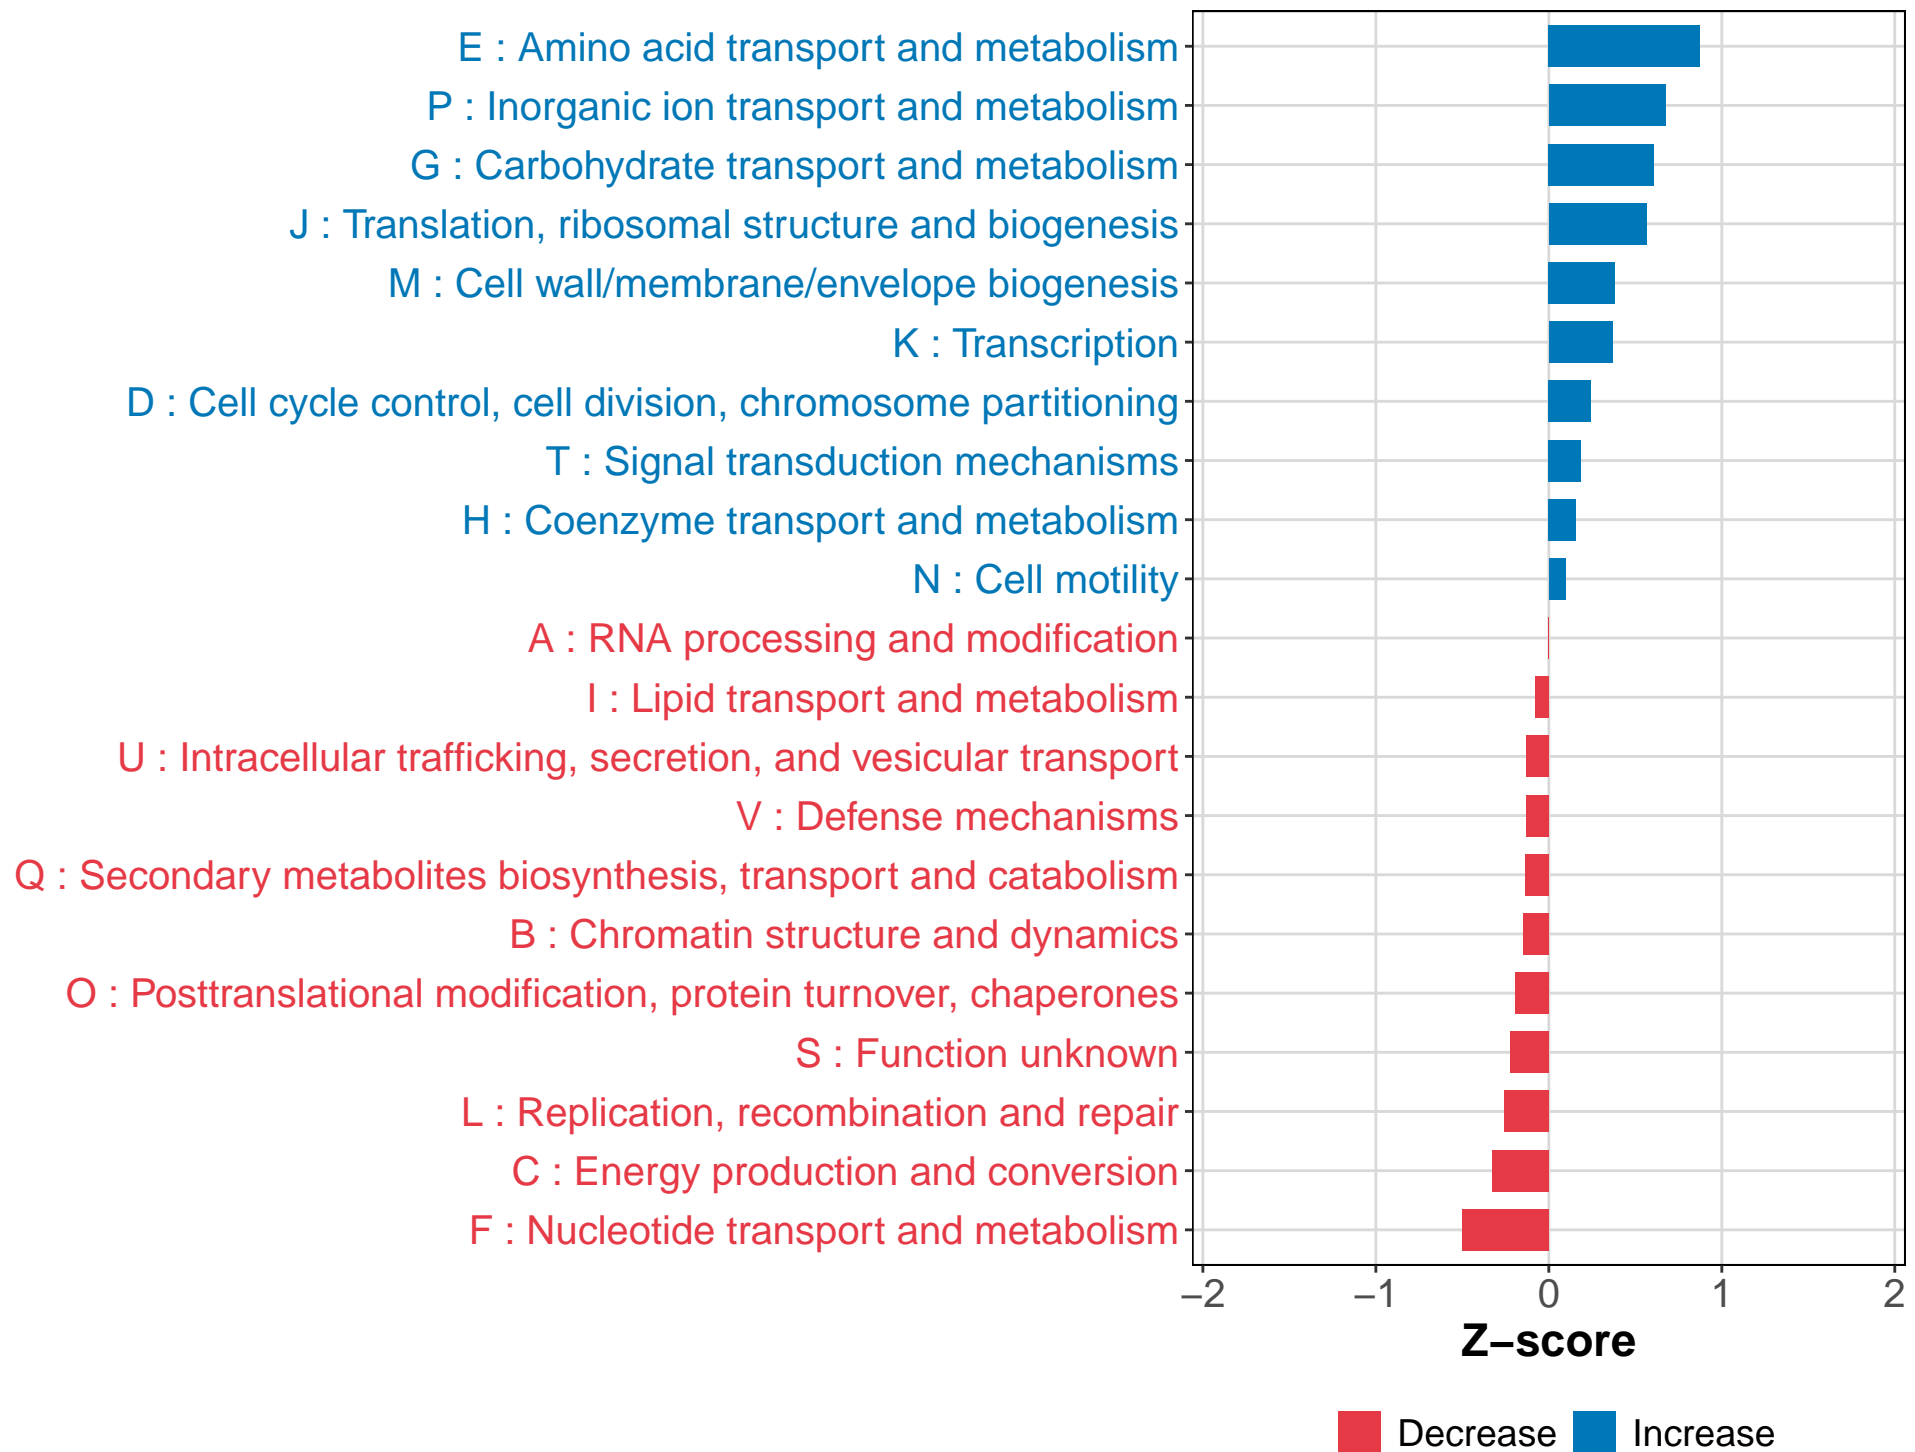 E : Amino acid transport and metabolism
P : Inorganic ion transport and metabolism
G : Carbohydrate transport and metabolism
J : Translation, ribosomal structure and biogenesis
M : Cell wall/membrane/envelope biogenesis
K : Transcription
D : Cell cycle control, cell division, chromosome partitioning
T : Signal transduction mechanisms
H : Coenzyme transport and metabolism
N : Cell motility
A : RNA processing and modification
I : Lipid transport and metabolism
U : Intracellular trafficking, secretion, and vesicular transport
V : Defense mechanisms
Q : Secondary metabolites biosynthesis, transport and catabolism
B : Chromatin structure and dynamics
O : Posttranslational modification, protein turnover, chaperones
S : Function unknown
L : Replication, recombination and repair
C : Energy production and conversion
F : Nucleotide transport and metabolism
−2 −1 0 1 2
Z−score
Decrease Increase